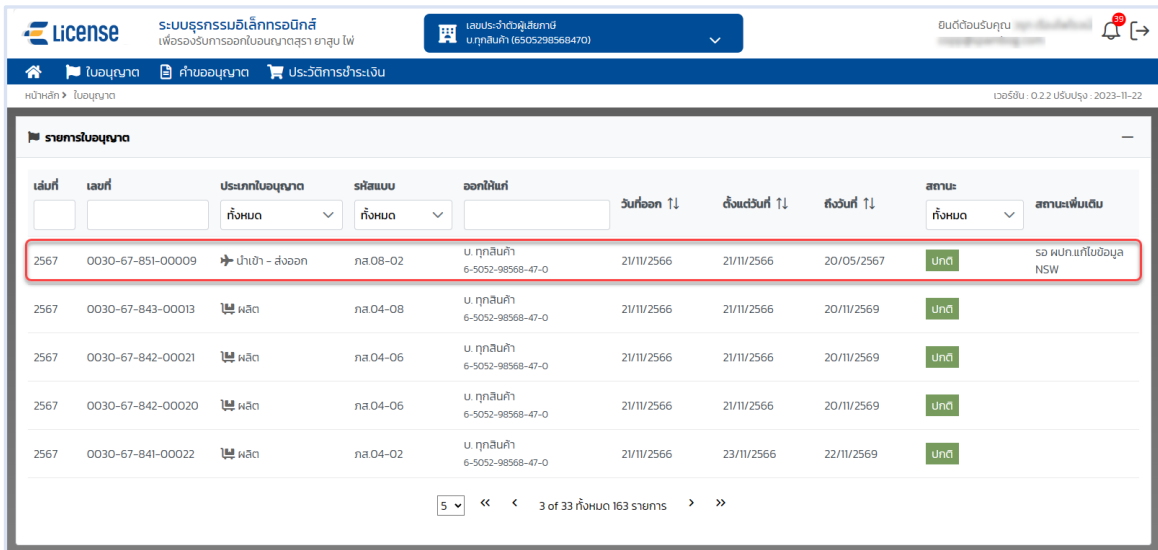 License
ระบบธุรกรรมอิเล็กทรอนิกส์
เพื่อรองรับการออกใบอนุญาตสุรา ยาสูบ ไพ่
เลขประจำตัวผู้เสียภาษี
บ.ทุกสินค้า (6505298568470)
ยินดีต้อนรับคุณ
39
ใบอนุญาต คำขออนุญาต ประวัติการชำระเงิน
หน้าหลัก > ใบอนุญาต
เวอร์ชัน : 0.2.2 ปรับปรุง : 2023-11-22
รายการใบอนุญาต
เล่มที่ เลขที่ ประเภทใบอนุญาต รหัสแบบ ออกให้แก่ วันที่ออก ตั้งแต่วันที่ ถึงวันที่ สถานะ สถานะเพิ่มเติม
ทั้งหมด ทั้งหมด ทั้งหมด
2567 0030-67-851-00009 นำเข้า - ส่งออก ภส.08-02 บ. ทุกสินค้า 21/11/2566 21/11/2566 20/05/2567 ปกติ รอ ผปก.แก้ไขข้อมูล
6-5052-98568-47-0 NSW
2567 0030-67-843-00013 ผลิต ภส.04-08 บ. ทุกสินค้า 21/11/2566 21/11/2566 20/11/2569 ปกติ
6-5052-98568-47-0
2567 0030-67-842-00021 ผลิต ภส.04-06 บ. ทุกสินค้า 21/11/2566 21/11/2566 20/11/2569 ปกติ
6-5052-98568-47-0
2567 0030-67-842-00020 ผลิต ภส.04-06 บ. ทุกสินค้า 21/11/2566 21/11/2566 20/11/2569 ปกติ
6-5052-98568-47-0
2567 0030-67-841-00022 ผลิต ภส.04-02 บ. ทุกสินค้า 21/11/2566 23/11/2566 22/11/2569 ปกติ
6-5052-98568-47-0
5 « < 3 of 33 ทั้งหมด 163 รายการ > »